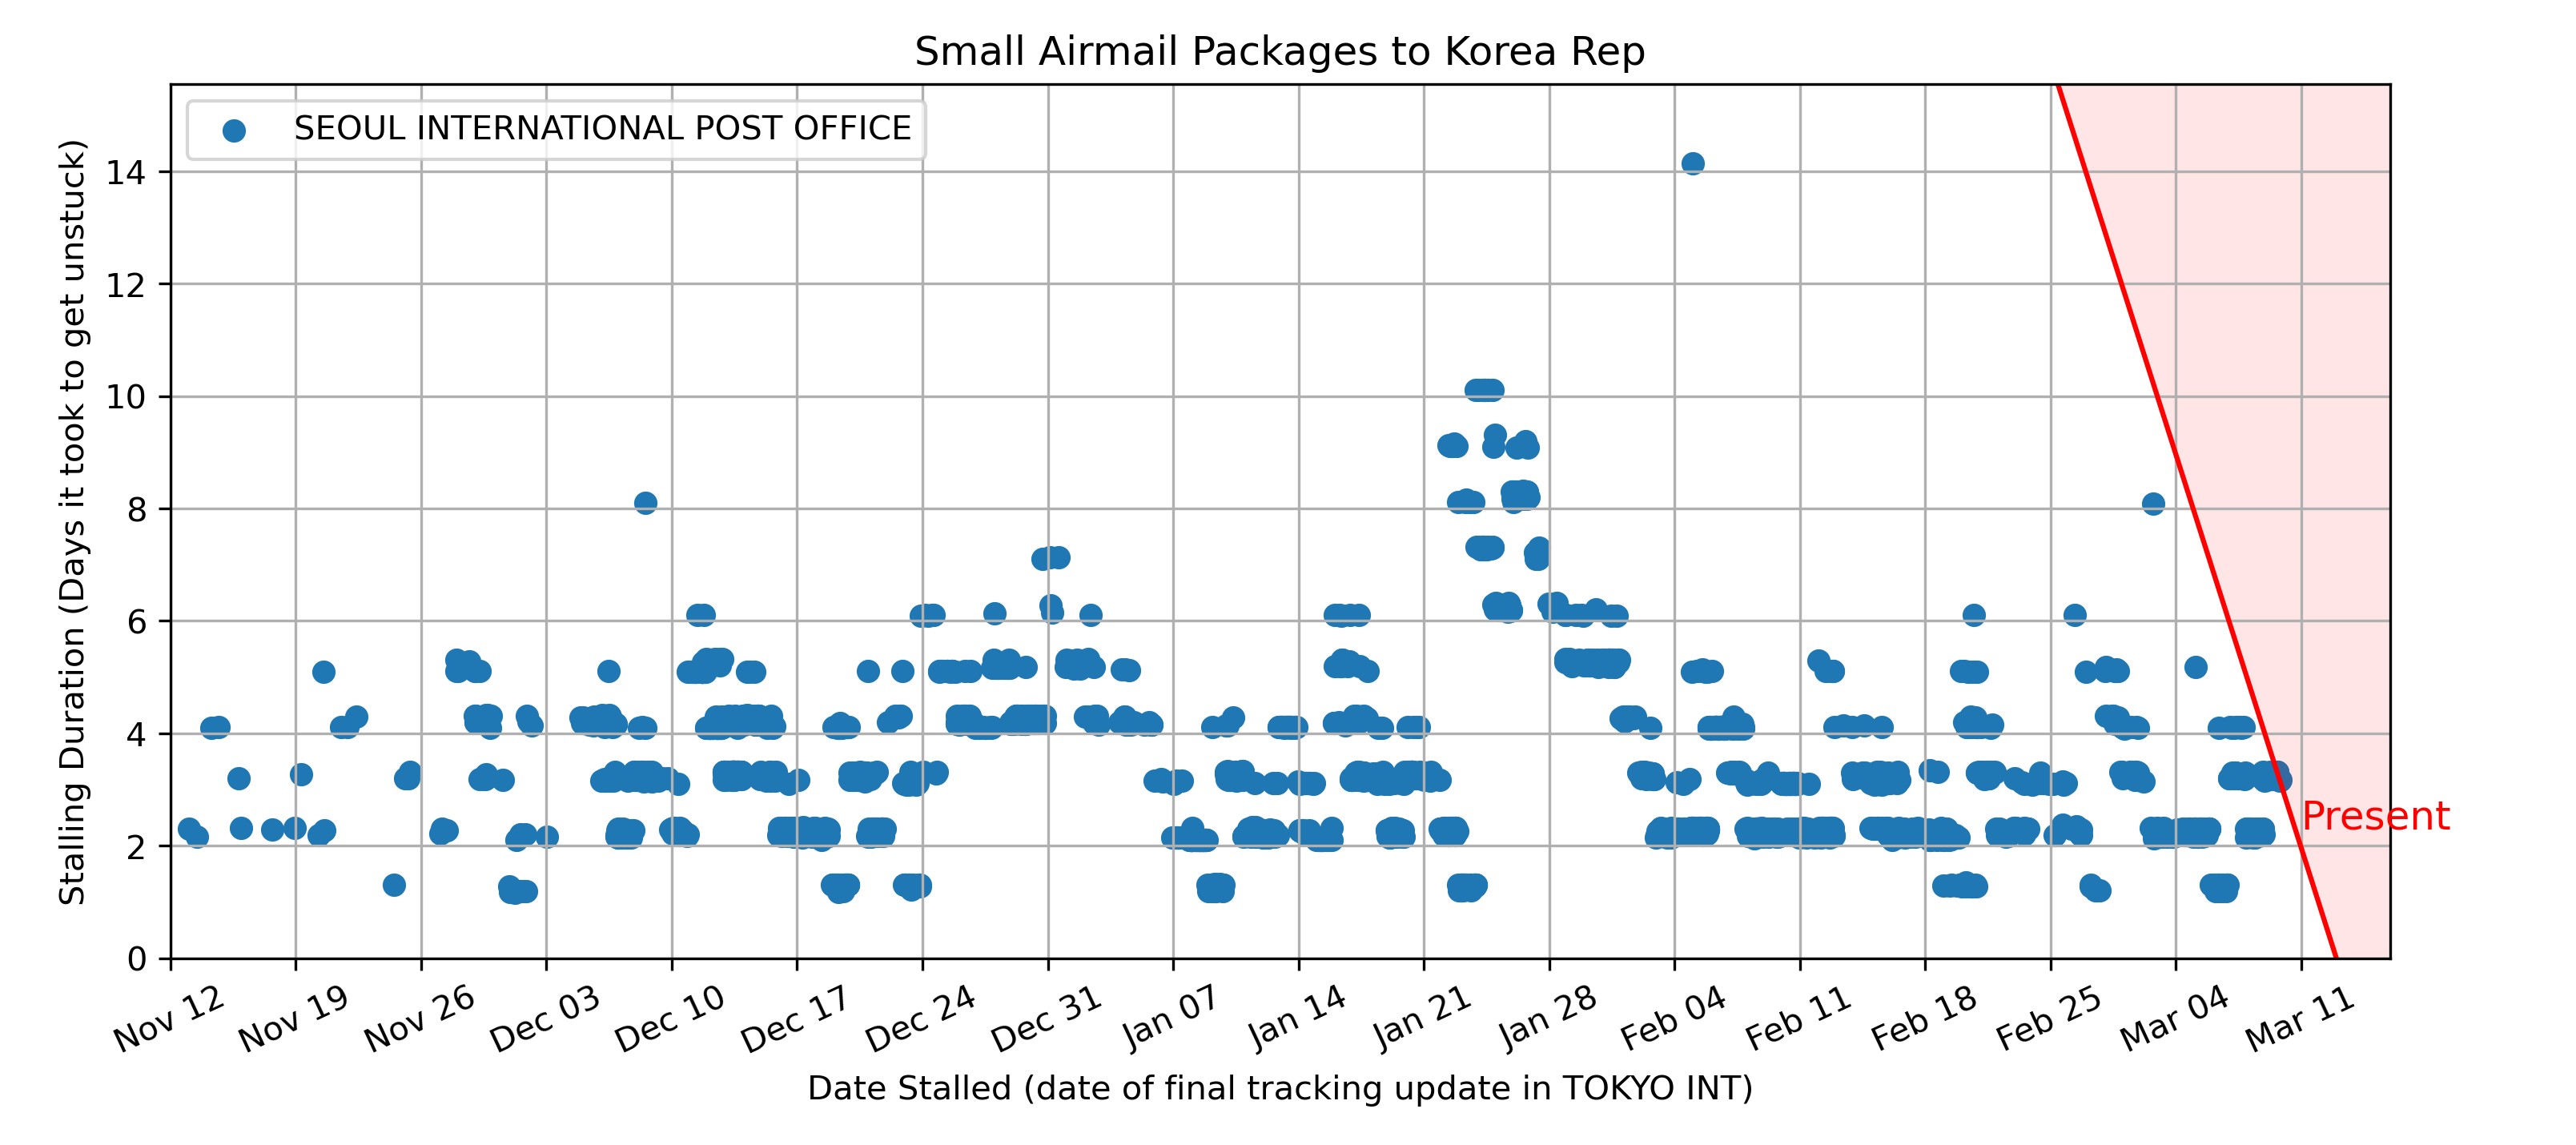 Small Airmail Packages to Korea Rep
SEOUL INTERNATIONAL POST OFFICE
Stalling Duration (Days it took to get unstuck)
14
12
10
8
6
4
2
0
Present
Nov 12
Nov 19
Nov 26
Dec 03
Dec 10
Dec 17
Dec 24
Dec 31
Jan 07
Jan 14
Jan 21
Jan 28
Feb 04
Feb 11
Feb 18
Feb 25
Mar 04
Mar 11
Date Stalled (date of final tracking update in TOKYO INT)